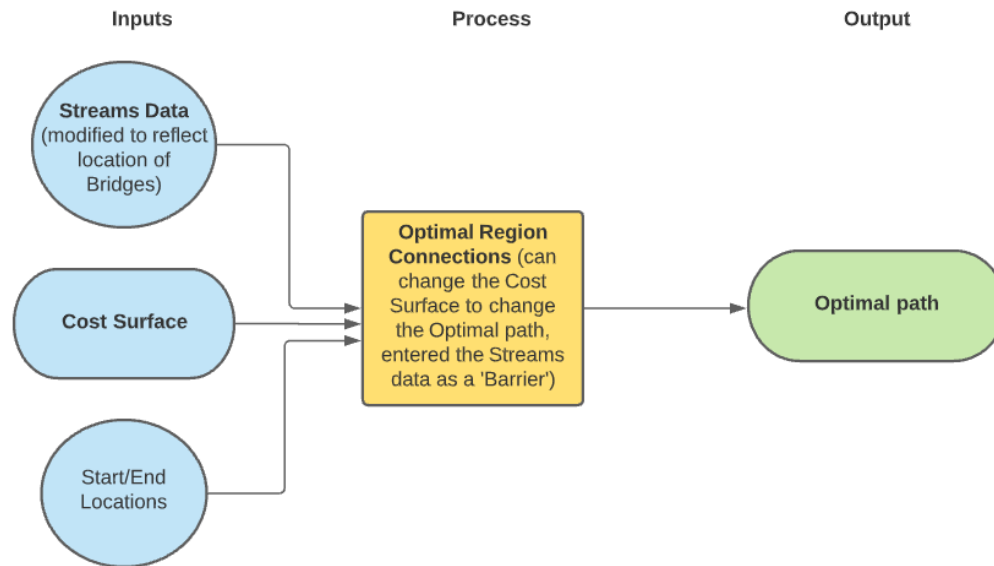 Inputs
Process
Output
Streams Data
(modified to reflect
location of
Bridges)
Cost Surface
Start/End
Locations
Optimal Region
Connections (can
change the Cost
Surface to change
the Optimal path,
entered the Streams
data as a 'Barrier')
Optimal path